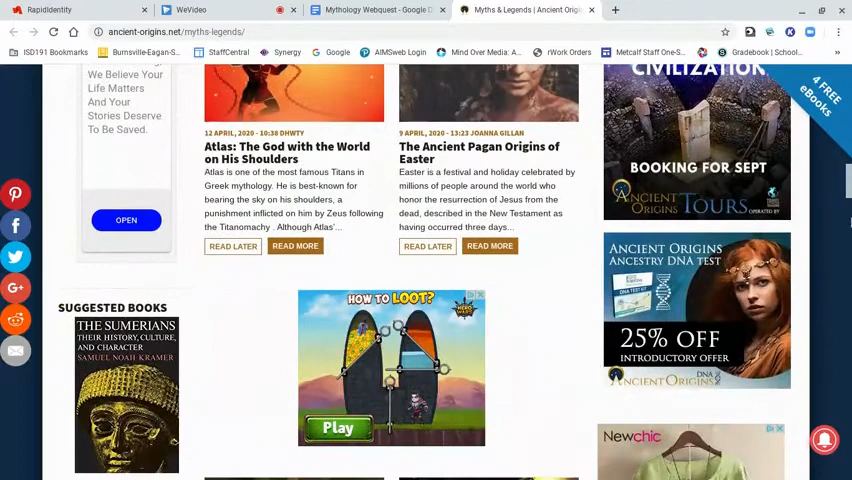 RapidIdentity
WeVideo
Mythology Webquest - Google D
Myths & Legends | Ancient Origi
ancient-origins.net/myths-legends/
ISD191 Bookmarks
Burnsville-Eagan-S...
StaffCentral
Synergy
Google
AIMSweb Login
Mind Over Media: A...
rWork Orders
Metcalf Staff One-S...
Gradebook | School...
We Believe Your
Life Matters
And Your
Stories Deserve
To Be Saved.
OPEN
12 APRIL, 2020 - 10:38 DHWTY
Atlas: The God with the World
on His Shoulders
Atlas is one of the most famous Titans in
Greek mythology. He is best-known for
bearing the sky on his shoulders, a
punishment inflicted on him by Zeus following
the Titanomachy . Although Atlas'...
READ LATER
READ MORE
9 APRIL, 2020 - 13:23 JOANNA GILLAN
The Ancient Pagan Origins of
Easter
Easter is a festival and holiday celebrated by
millions of people around the world who
honor the resurrection of Jesus from the
dead, described in the New Testament as
having occurred three days...
READ LATER
READ MORE
CIVILIZATION
BOOKING FOR SEPT
ANCIENT ORIGINS
TOURS
OPERATED BY
4 FREE
eBooks
ANCIENT ORIGINS
ANCESTRY DNA TEST
25% OFF
INTRODUCTORY OFFER
ANCIENT ORIGINS
DNA
SUGGESTED BOOKS
THE SUMERIANS
THEIR HISTORY, CULTURE,
AND CHARACTER
SAMUEL NOAH KRAMER
HOW TO LOOT?
HERO
WARS
Play
Newchic